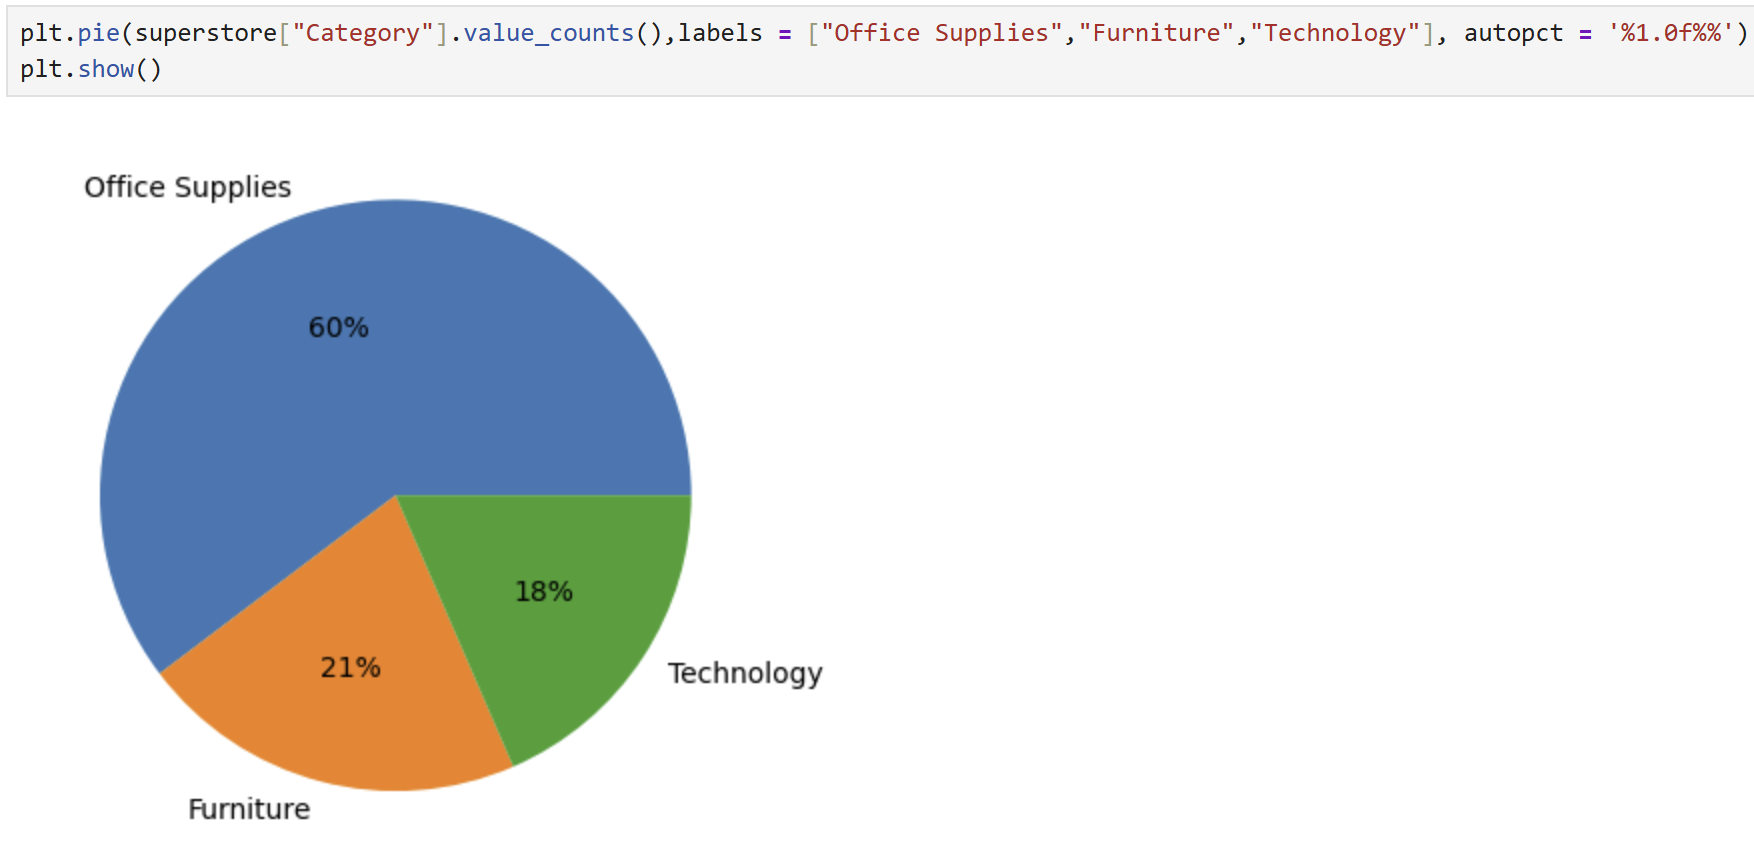 plt.pie(superstore["Category"].value_counts(),labels = ["Office Supplies","Furniture","Technology"], autopct = '%1.0f%%')
plt.show()
Office Supplies
60%
18%
21%
Technology
Furniture